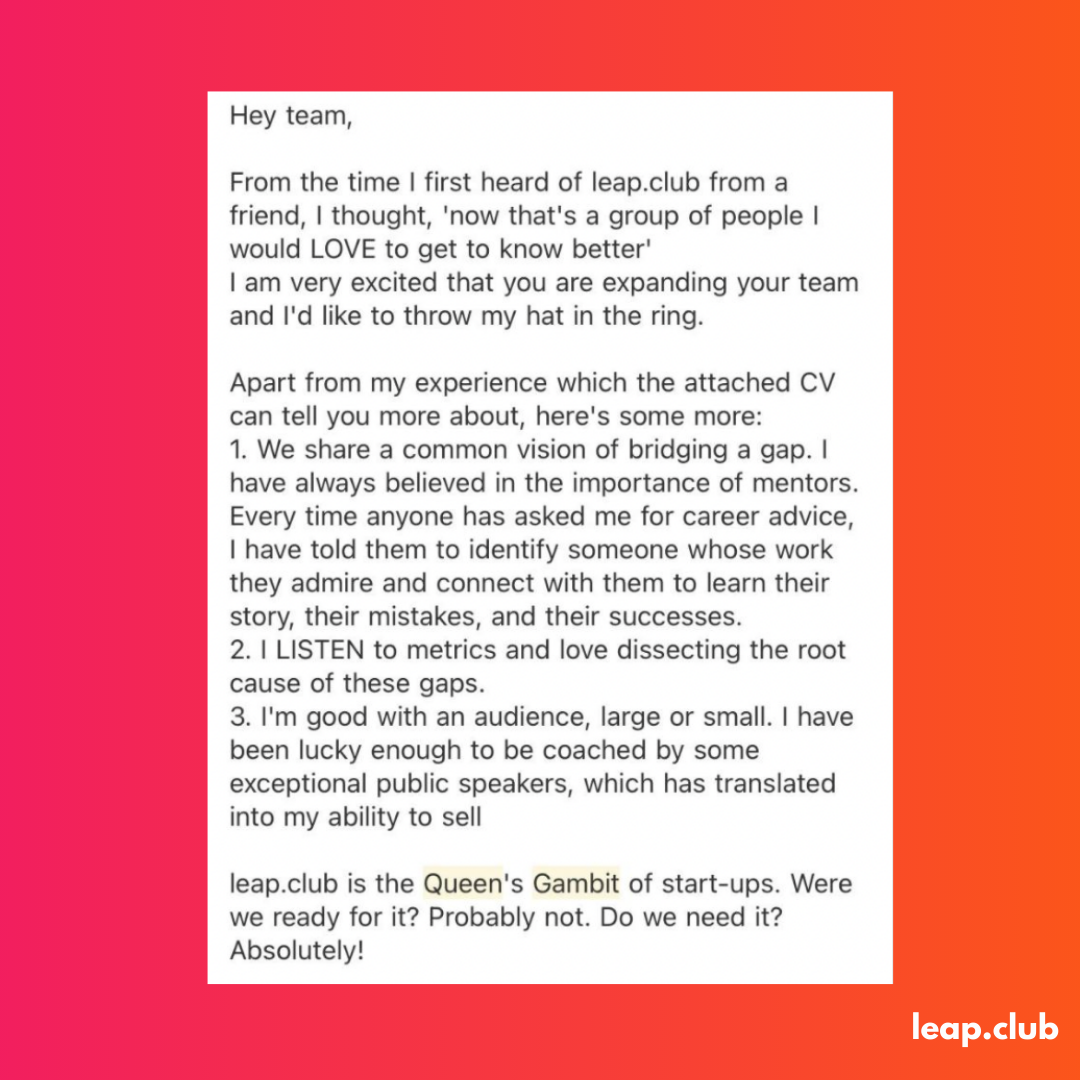 Hey team,
From the time I first heard of leap.club from a
friend, I thought, 'now that's a group of people I
would LOVE to get to know better'
I am very excited that you are expanding your team
and I'd like to throw my hat in the ring.
Apart from my experience which the attached CV
can tell you more about, here's some more:
1. We share a common vision of bridging a gap. I
have always believed in the importance of mentors.
Every time anyone has asked me for career advice,
I have told them to identify someone whose work
they admire and connect with them to learn their
story, their mistakes, and their successes.
2. I LISTEN to metrics and love dissecting the root
cause of these gaps.
3. I'm good with an audience, large or small. I have
been lucky enough to be coached by some
exceptional public speakers, which has translated
into my ability to sell
leap.club is the Queen's Gambit of start-ups. Were
we ready for it? Probably not. Do we need it?
Absolutely!
leap.club